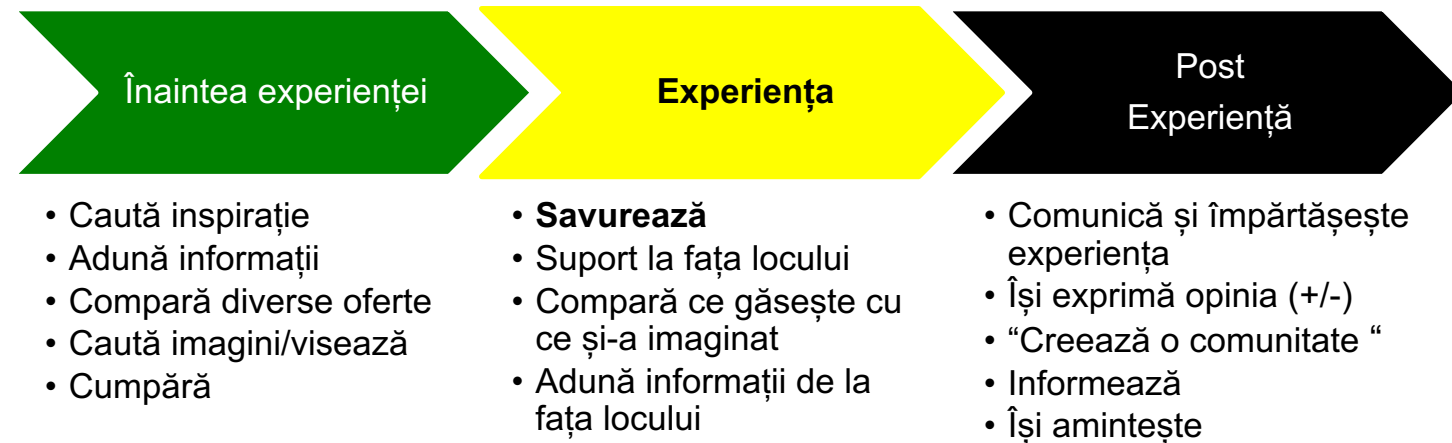 Înaintea experienței
Experiența
Post
Experiență
• Caută inspirație
• Adună informații
• Compară diverse oferte
• Caută imagini/visează
• Cumpără
• Savurează
• Suport la fața locului
• Compară ce găsește cu
ce și-a imaginat
• Adună informații de la
fața locului
• Comunică și împărtășește
experiența
• Își exprimă opinia (+/-)
• “Creează o comunitate “
• Informează
• Își amintește